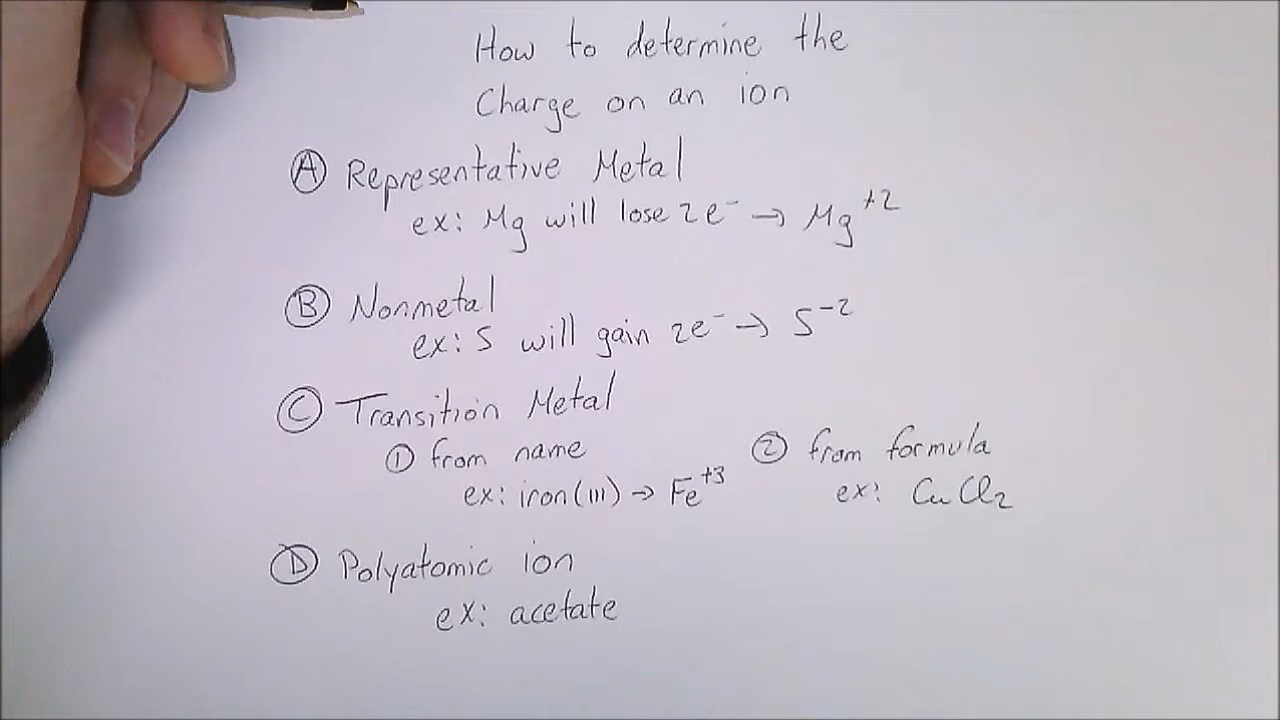 How to determine the
Charge on an ion
Ⓐ Representative Metal
ex: Mg will lose 2e⁻ → Mg⁺²
Ⓑ Nonmetal
ex: S will gain 2e⁻ → S⁻²
Ⓒ Transition Metal
① from name
ex: iron(III) → Fe⁺³
② from formula
ex: CuCl₂
Ⓓ Polyatomic ion
ex: acetate